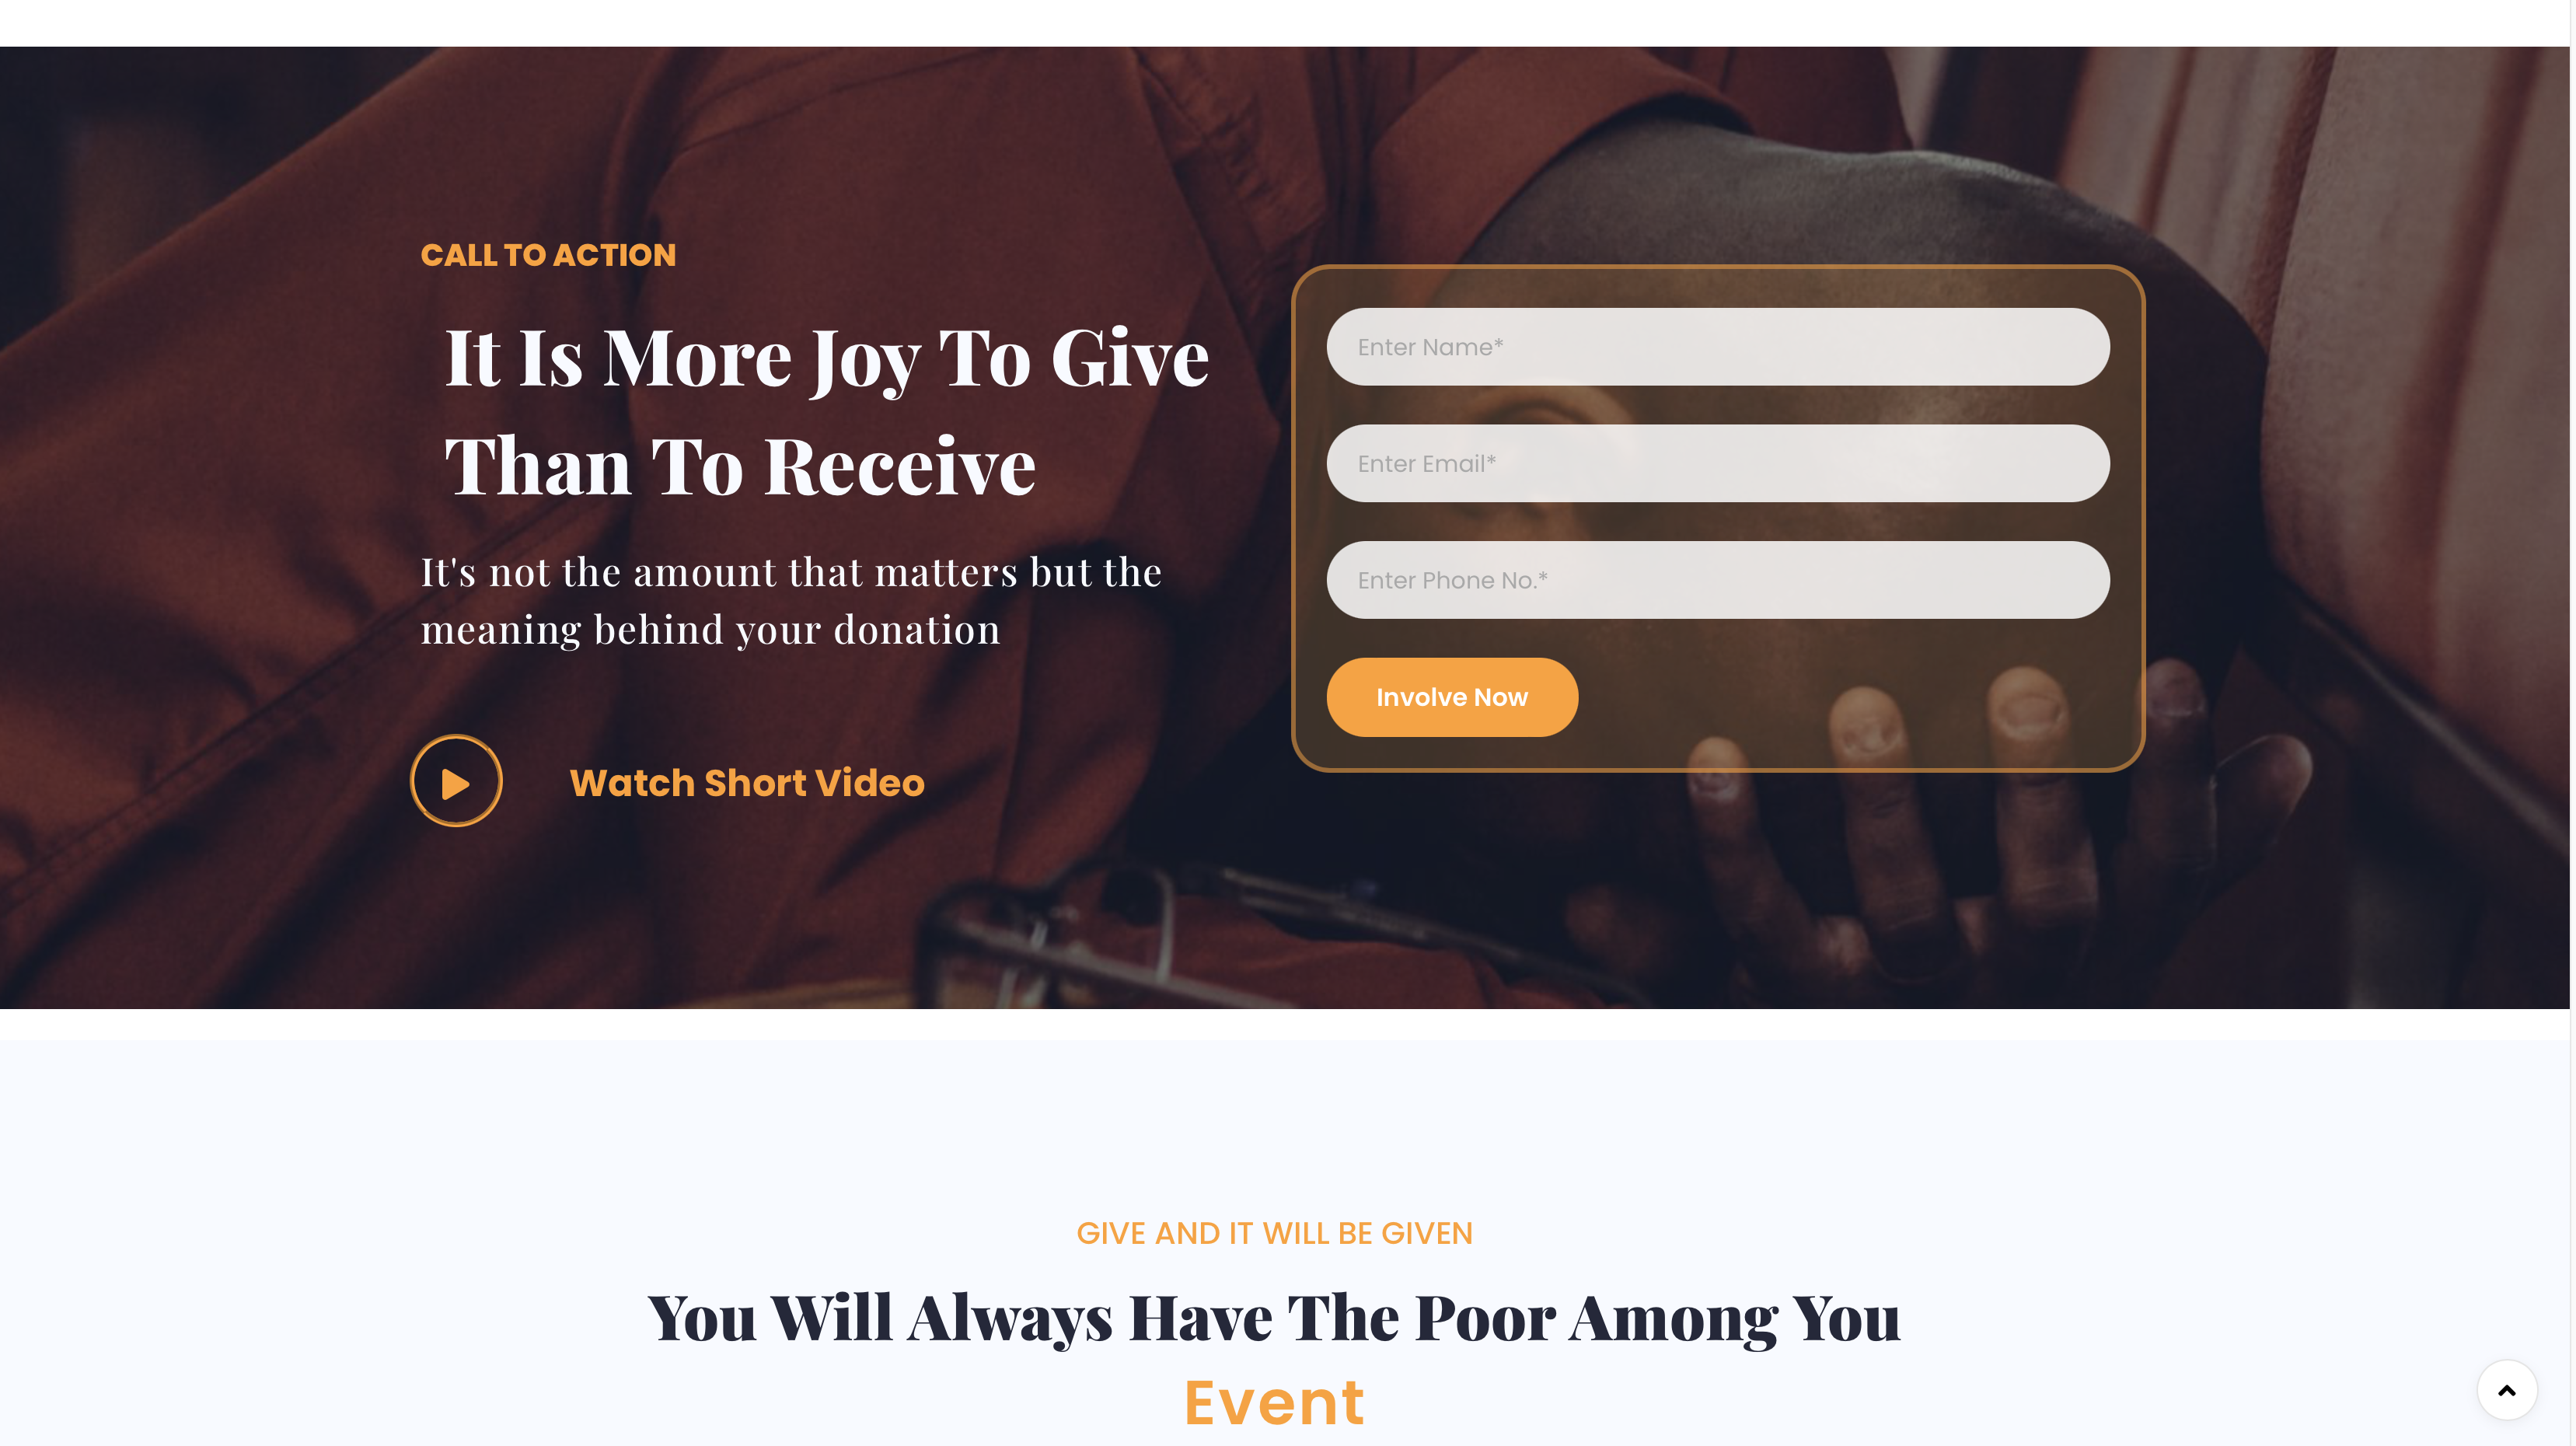 CALL TO ACTION
It Is More Joy To Give
Than To Receive
It's not the amount that matters but the
meaning behind your donation
Watch Short Video
Enter Name*
Enter Email*
Enter Phone No.*
Involve Now
GIVE AND IT WILL BE GIVEN
You Will Always Have The Poor Among You
Event